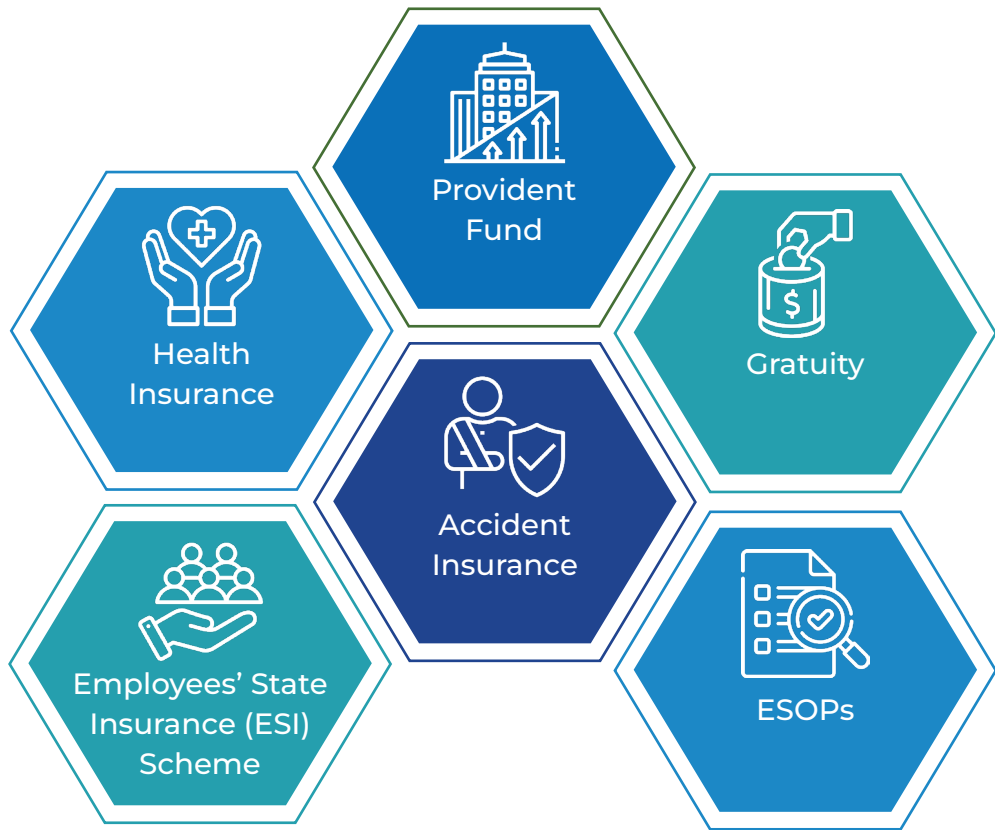 Provident
Fund
Health
Insurance
$
Gratuity
Accident
Insurance
Employees’ State
Insurance (ESI)
Scheme
ESOPs